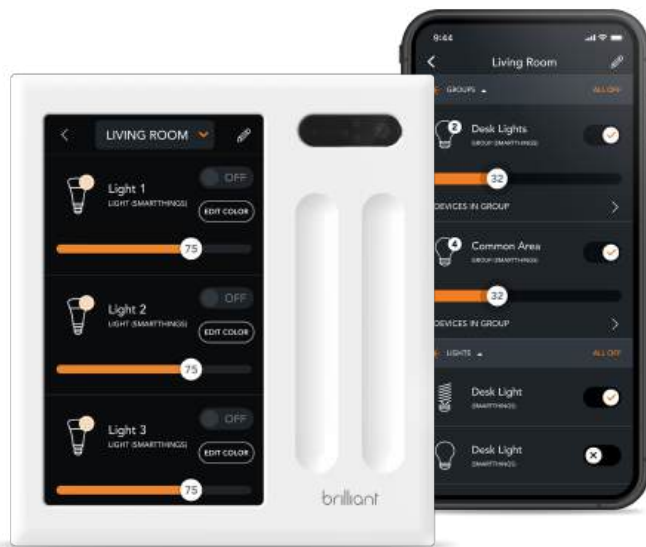 LIVING ROOM
Light 1
LIGHT (SMARTTHINGS)
OFF
EDIT COLOR
75
Light 2
LIGHT (SMARTTHINGS)
OFF
EDIT COLOR
75
Light 3
LIGHT (SMARTTHINGS)
OFF
EDIT COLOR
75
brilliant
9:44
Living Room
GROUPS
ALL OFF
2
Desk Lights
GROUP (SMARTTHINGS)
32
DEVICES IN GROUP
4
Common Area
GROUP (SMARTTHINGS)
32
DEVICES IN GROUP
LIGHTS
ALL OFF
Desk Light
(SMARTTHINGS)
Desk Light
(SMARTTHINGS)